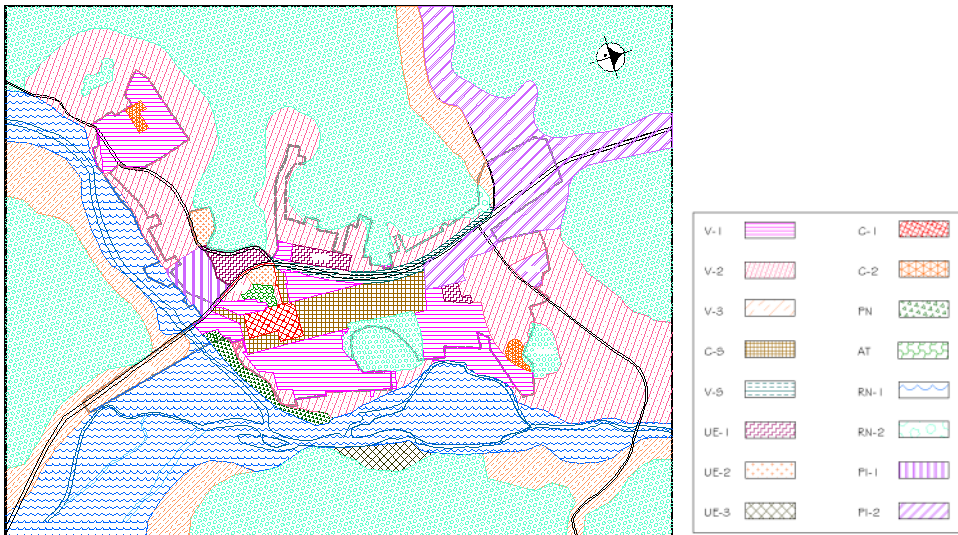 V-1
C-1
V-2
C-2
V-3
PN
C-S
AT
V-S
RN-1
UE-1
RN-2
UE-2
PI-1
UE-3
PI-2